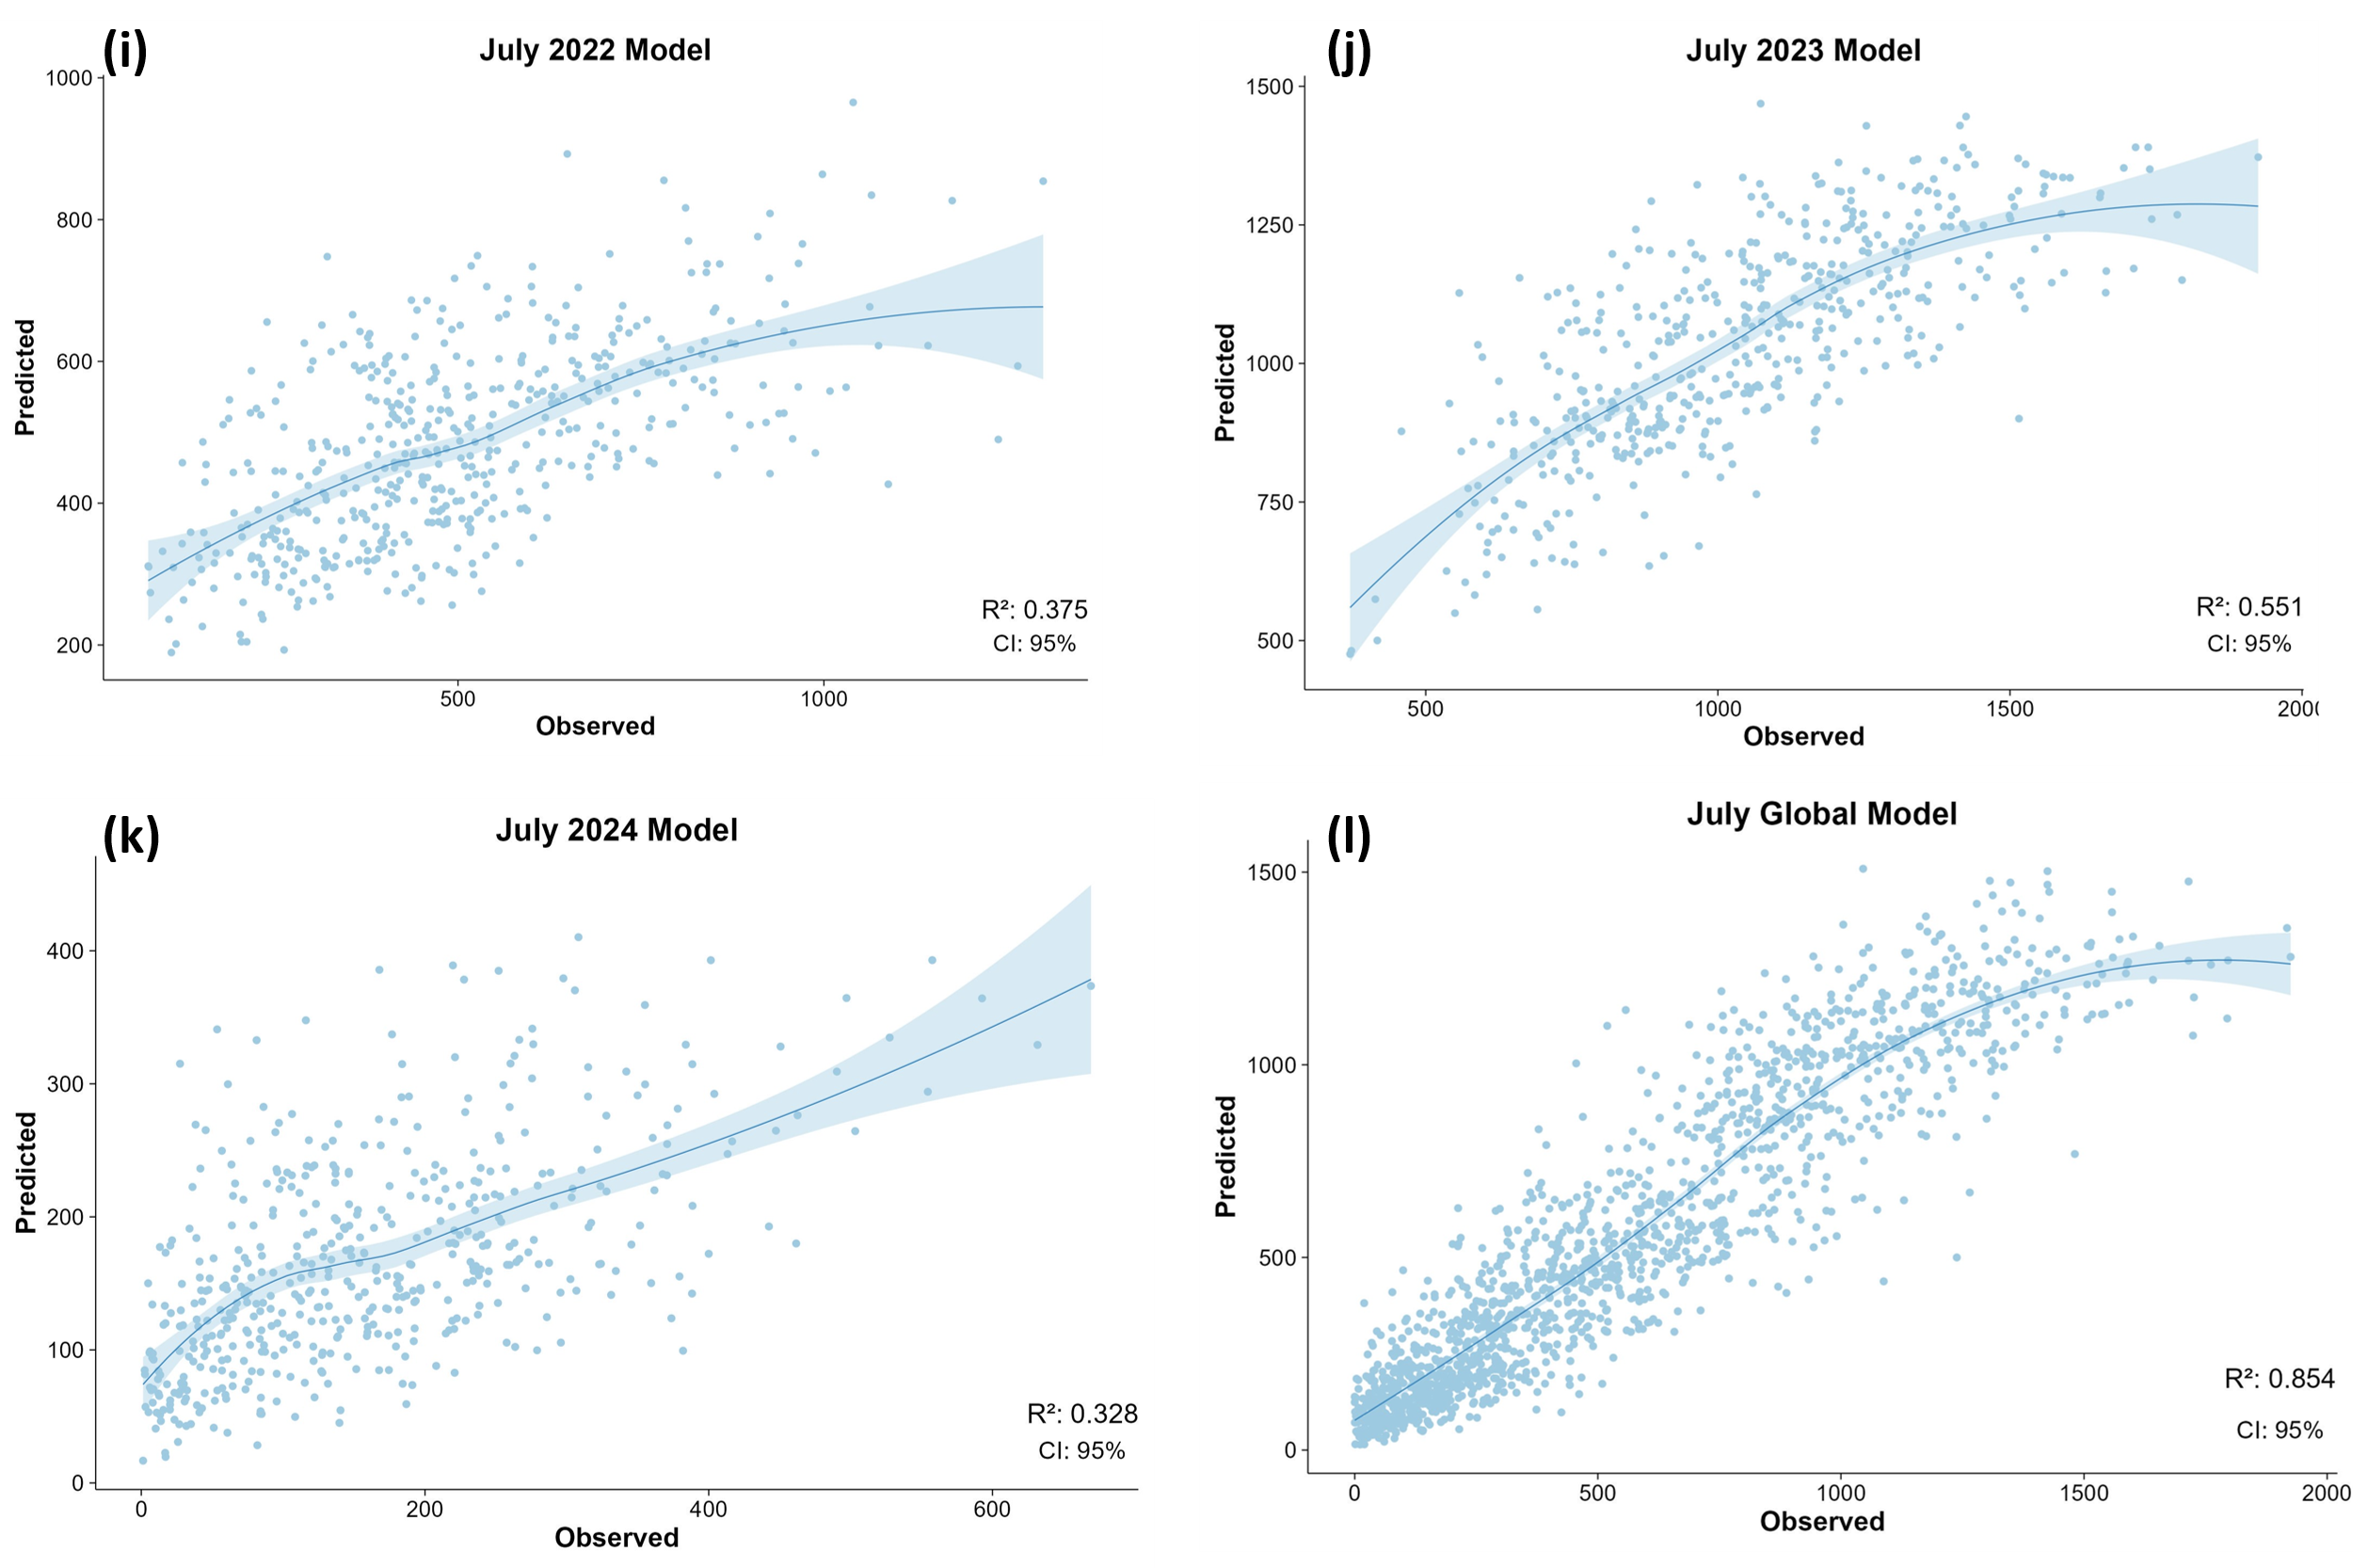 (i)
July 2022 Model
1000
800
600
400
200
Predicted
500
1000
Observed
R²: 0.375
CI: 95%
(j)
July 2023 Model
1500
1250
1000
750
500
Predicted
500
1000
1500
200
Observed
R²: 0.551
CI: 95%
(k)
July 2024 Model
400
300
200
100
0
Predicted
0
200
400
600
Observed
R²: 0.328
CI: 95%
(l)
July Global Model
1500
1000
500
0
Predicted
0
500
1000
1500
2000
Observed
R²: 0.854
CI: 95%